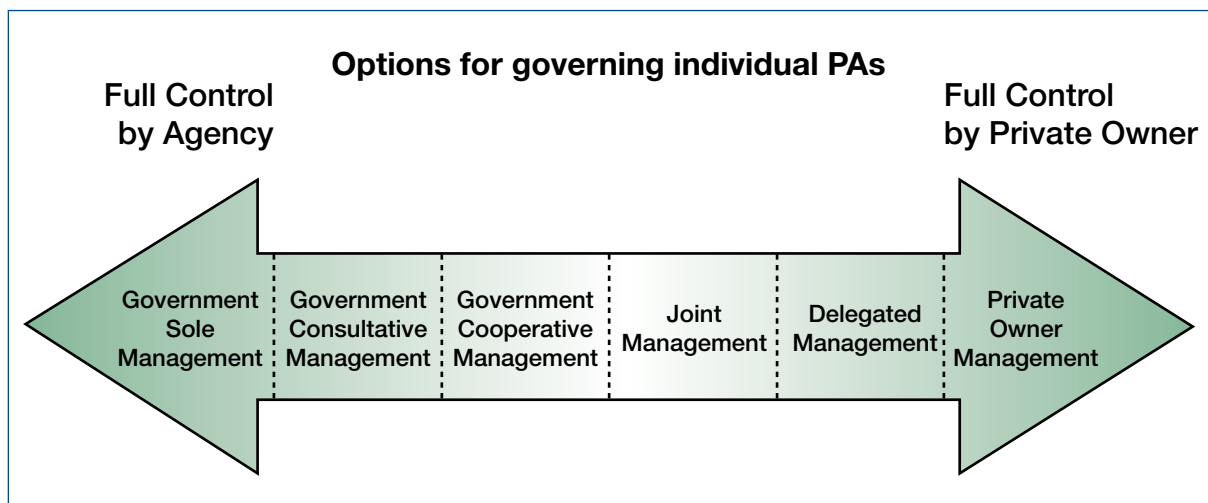 Options for governing individual PAs
Full Control
by Agency
Full Control
by Private Owner
Government
Sole
Management
Government
Consultative
Management
Government
Cooperative
Management
Joint
Management
Delegated
Management
Private
Owner
Management